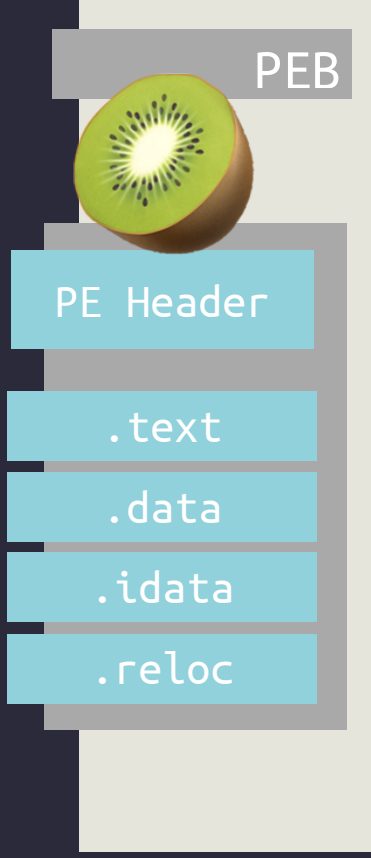 PEB
PE Header
.text
.data
.idata
.reloc